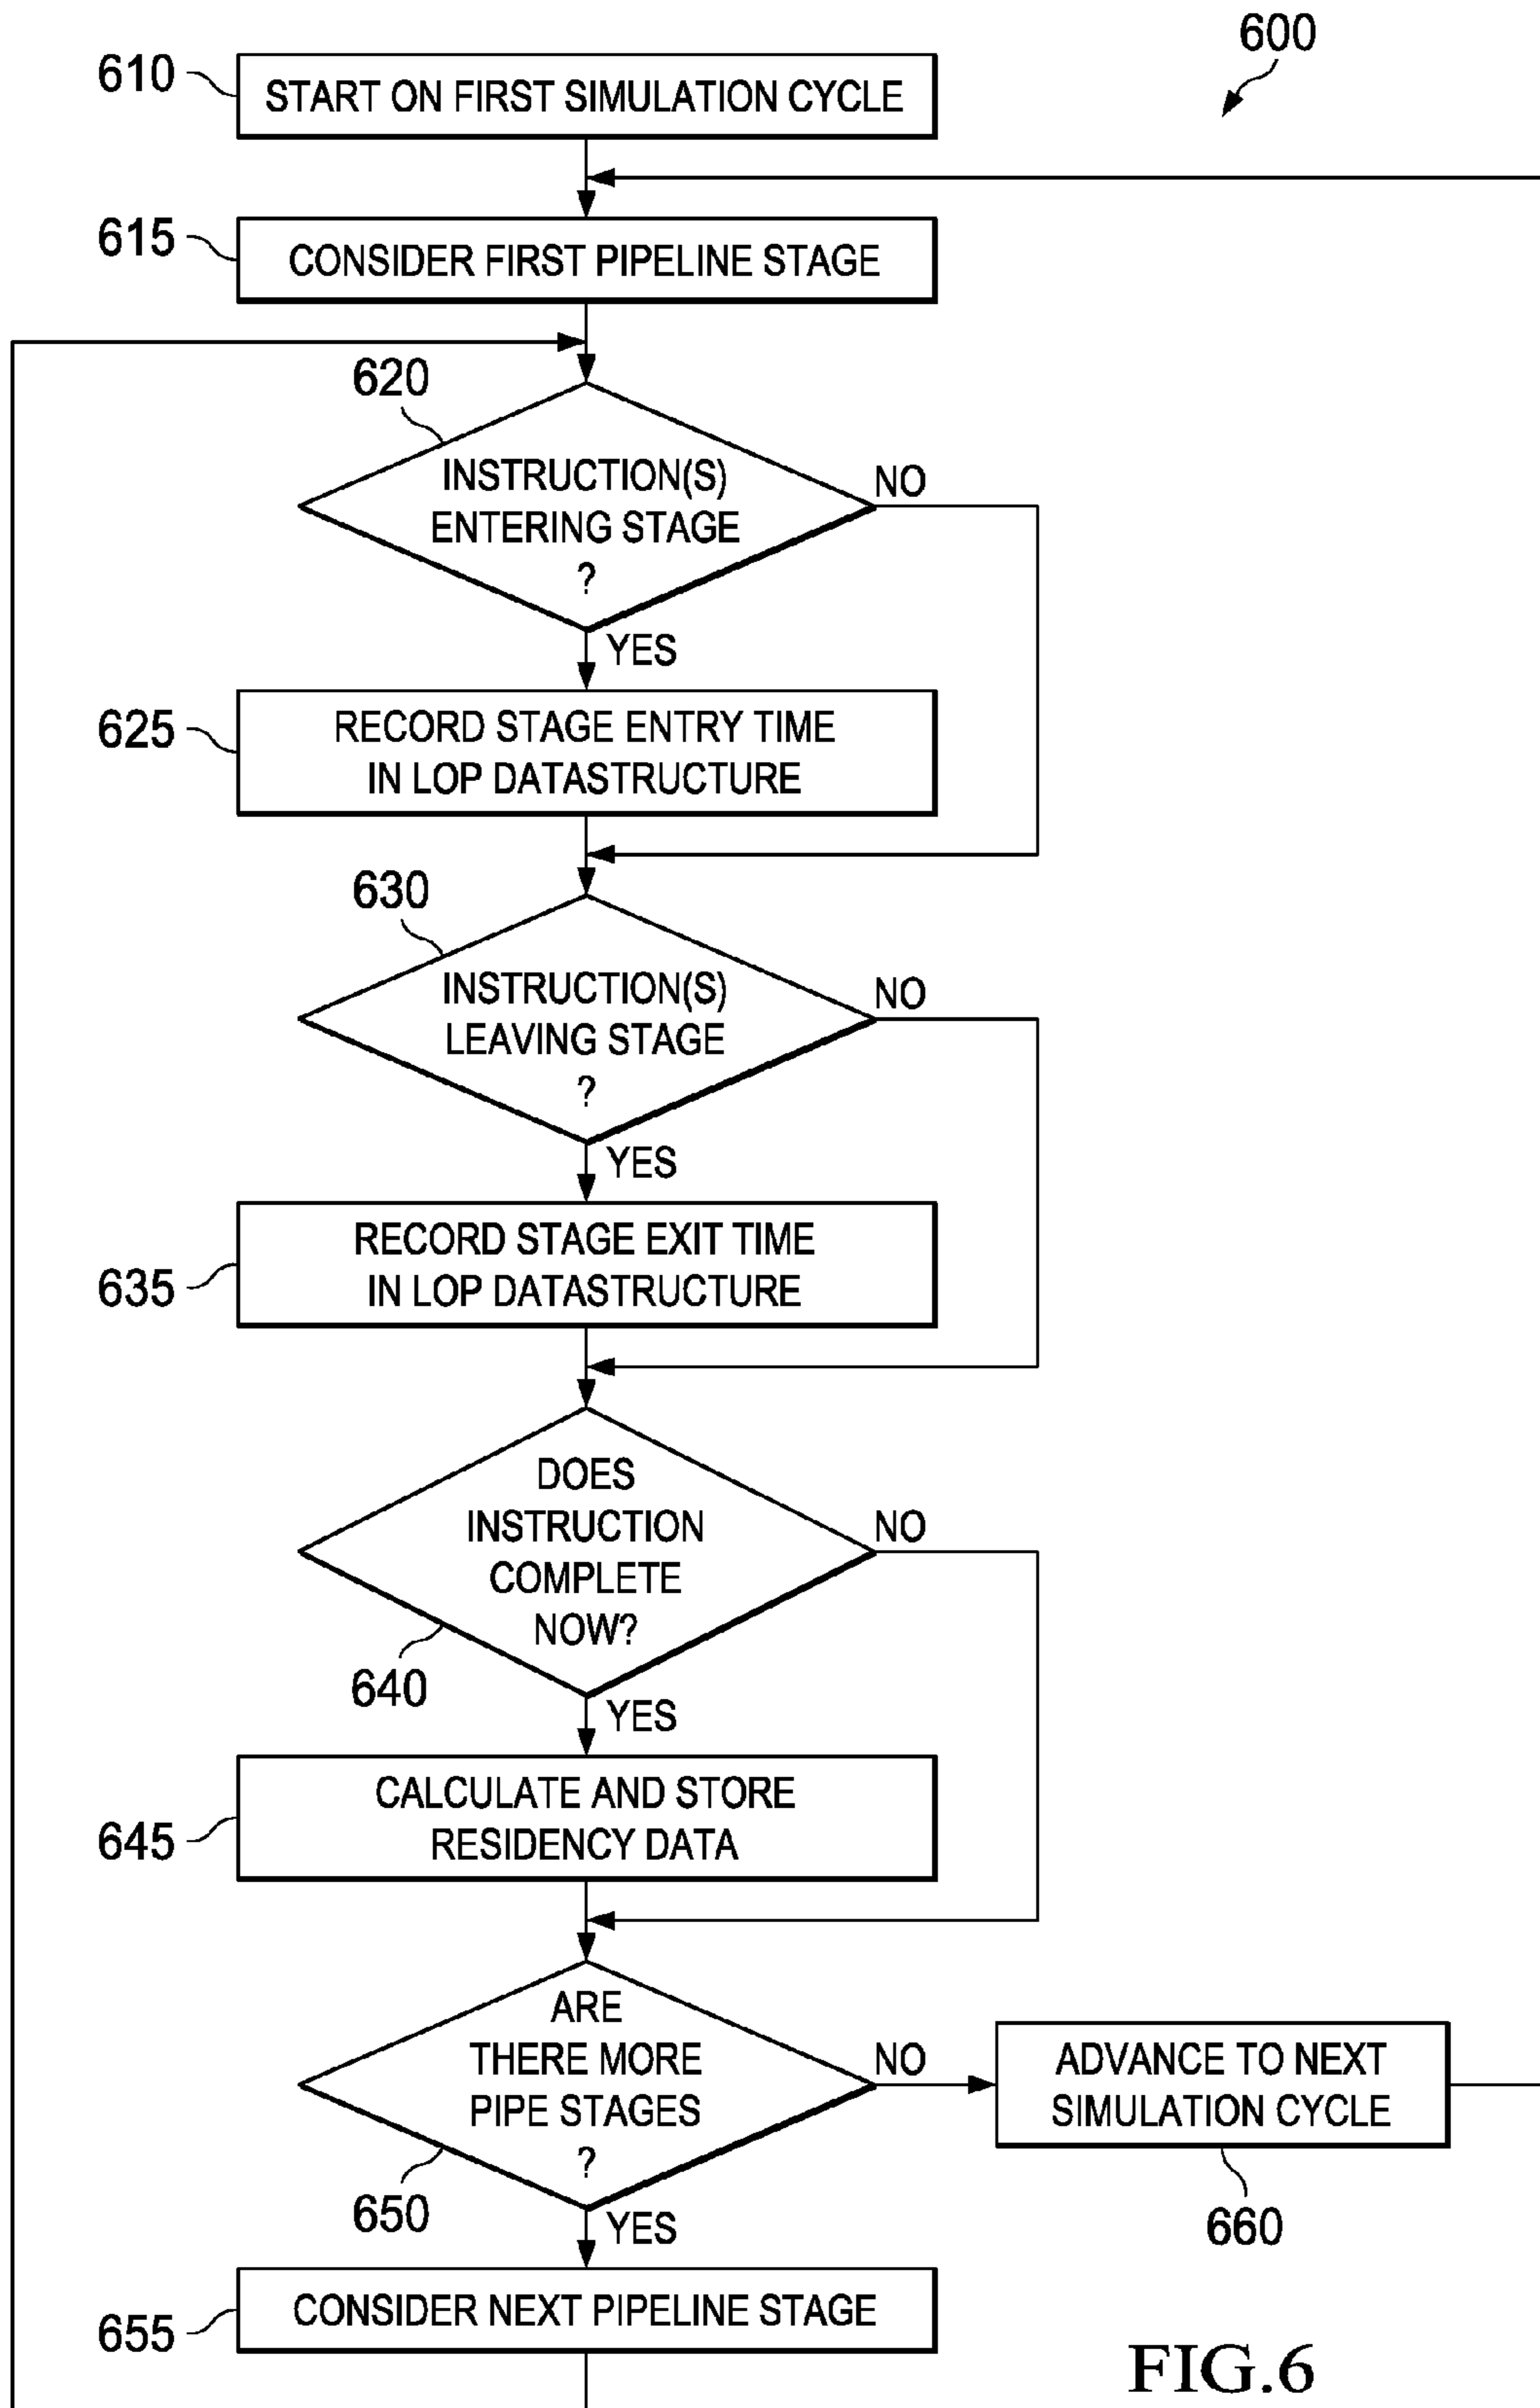 600
610
START ON FIRST SIMULATION CYCLE
615
CONSIDER FIRST PIPELINE STAGE
620
INSTRUCTION(S)
ENTERING STAGE
?
NO
YES
625
RECORD STAGE ENTRY TIME
IN LOP DATASTRUCTURE
630
INSTRUCTION(S)
LEAVING STAGE
?
NO
YES
635
RECORD STAGE EXIT TIME
IN LOP DATASTRUCTURE
DOES
INSTRUCTION
COMPLETE
NOW?
NO
640
YES
645
CALCULATE AND STORE
RESIDENCY DATA
ARE
THERE MORE
PIPE STAGES
?
NO
650
YES
ADVANCE TO NEXT
SIMULATION CYCLE
660
655
CONSIDER NEXT PIPELINE STAGE
FIG.6